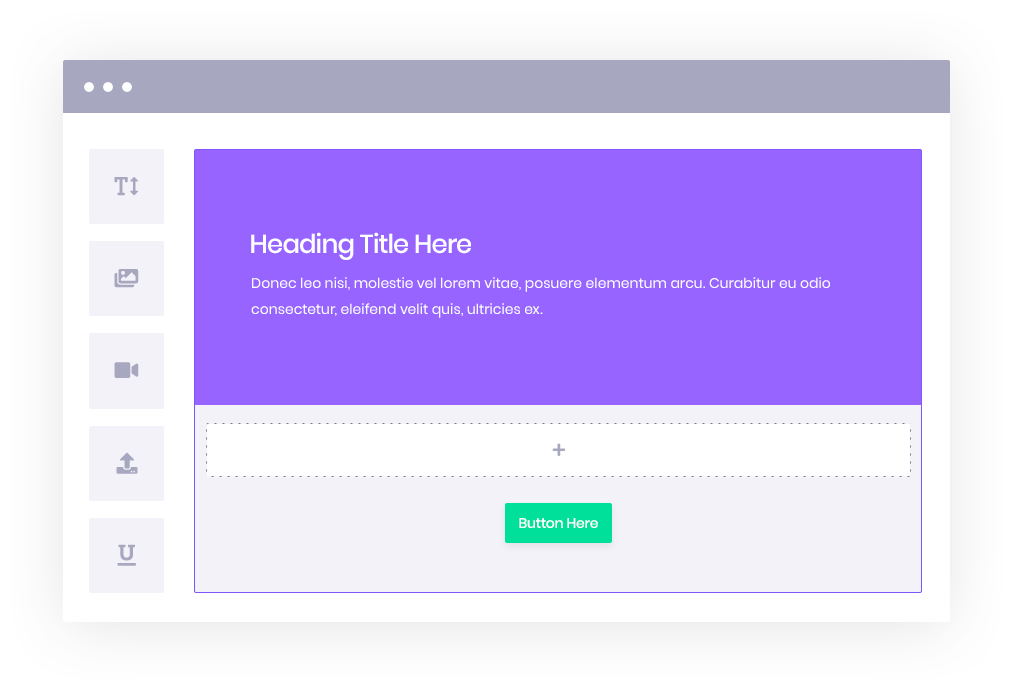 Heading Title Here
Donec leo nisi, molestie vel lorem vitae, posuere elementum arcu. Curabitur eu odio
consectetur, eleifend velit quis, ultricies ex.
Button Here